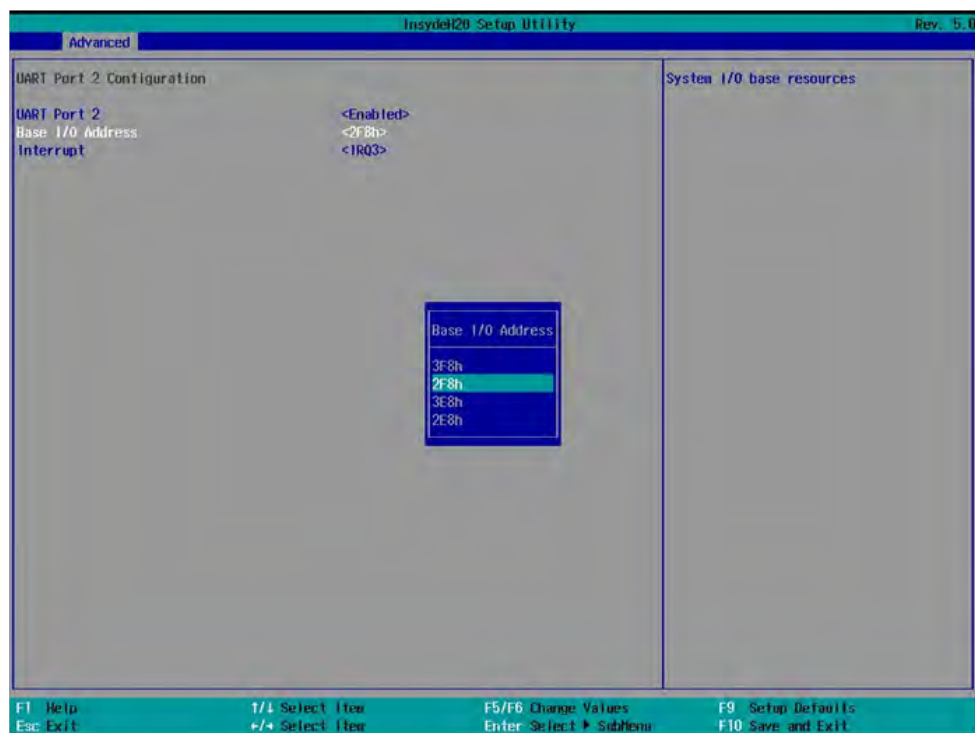 InsydeH20 Setup Utility Rev. 5.0
Advanced
UART Port 2 Configuration
UART Port 2 <Enabled>
Base I/O Address <2F8h>
Interrupt <IRQ3>
System I/O base resources
Base I/O Address
3F8h
2F8h
3E8h
2E8h
F1 Help ↑/↓ Select Item F5/F6 Change Values F9 Setup Defaults
Esc Exit ←/→ Select Item Enter Select ▶ SubMenu F10 Save and Exit